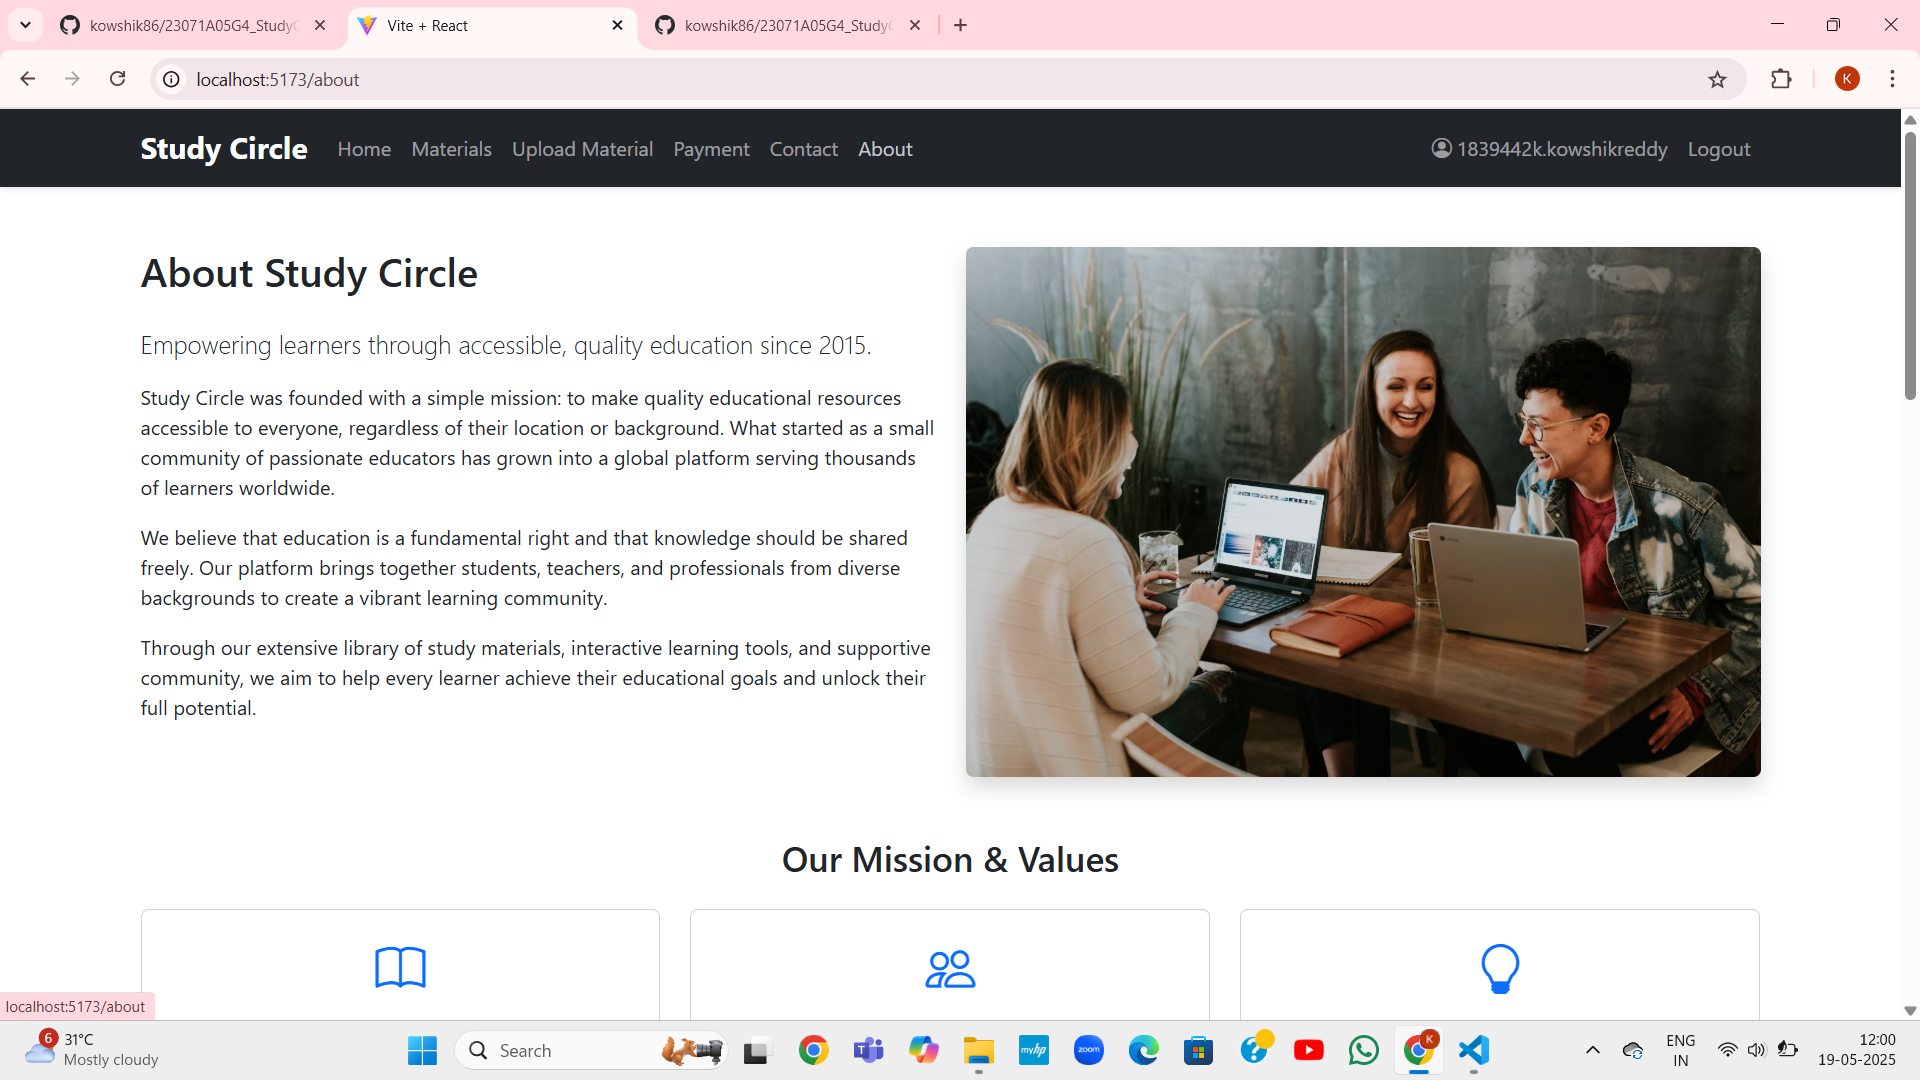 kowshik86/23071A05G4_Study
Vite + React
kowshik86/23071A05G4_Study
localhost:5173/about
K
Study Circle
Home
Materials
Upload Material
Payment
Contact
About
1839442k.kowshikreddy
Logout
About Study Circle
Empowering learners through accessible, quality education since 2015.
Study Circle was founded with a simple mission: to make quality educational resources
accessible to everyone, regardless of their location or background. What started as a small
community of passionate educators has grown into a global platform serving thousands
of learners worldwide.
We believe that education is a fundamental right and that knowledge should be shared
freely. Our platform brings together students, teachers, and professionals from diverse
backgrounds to create a vibrant learning community.
Through our extensive library of study materials, interactive learning tools, and supportive
community, we aim to help every learner achieve their educational goals and unlock their
full potential.
Our Mission & Values
localhost:5173/about
6
31°C
Mostly cloudy
Search
myhp
zoom
K
ENG
IN
12:00
19-05-2025